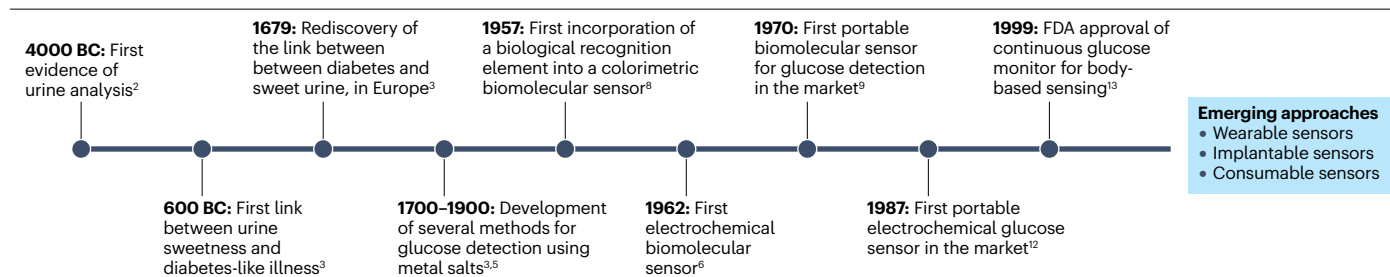 4000 BC: First
evidence of
urine analysis²
600 BC: First link
between urine
sweetness and
diabetes-like illness³
1679: Rediscovery of
the link between
between diabetes and
sweet urine, in Europe³
1700–1900: Development
of several methods for
glucose detection using
metal salts³,⁵
1957: First incorporation of
a biological recognition
element into a colorimetric
biomolecular sensor⁸
1962: First
electrochemical
biomolecular
sensor⁶
1970: First portable
biomolecular sensor
for glucose detection
in the market⁹
1987: First portable
electrochemical glucose
sensor in the market¹²
1999: FDA approval of
continuous glucose
monitor for body-
based sensing¹³
Emerging approaches
• Wearable sensors
• Implantable sensors
• Consumable sensors